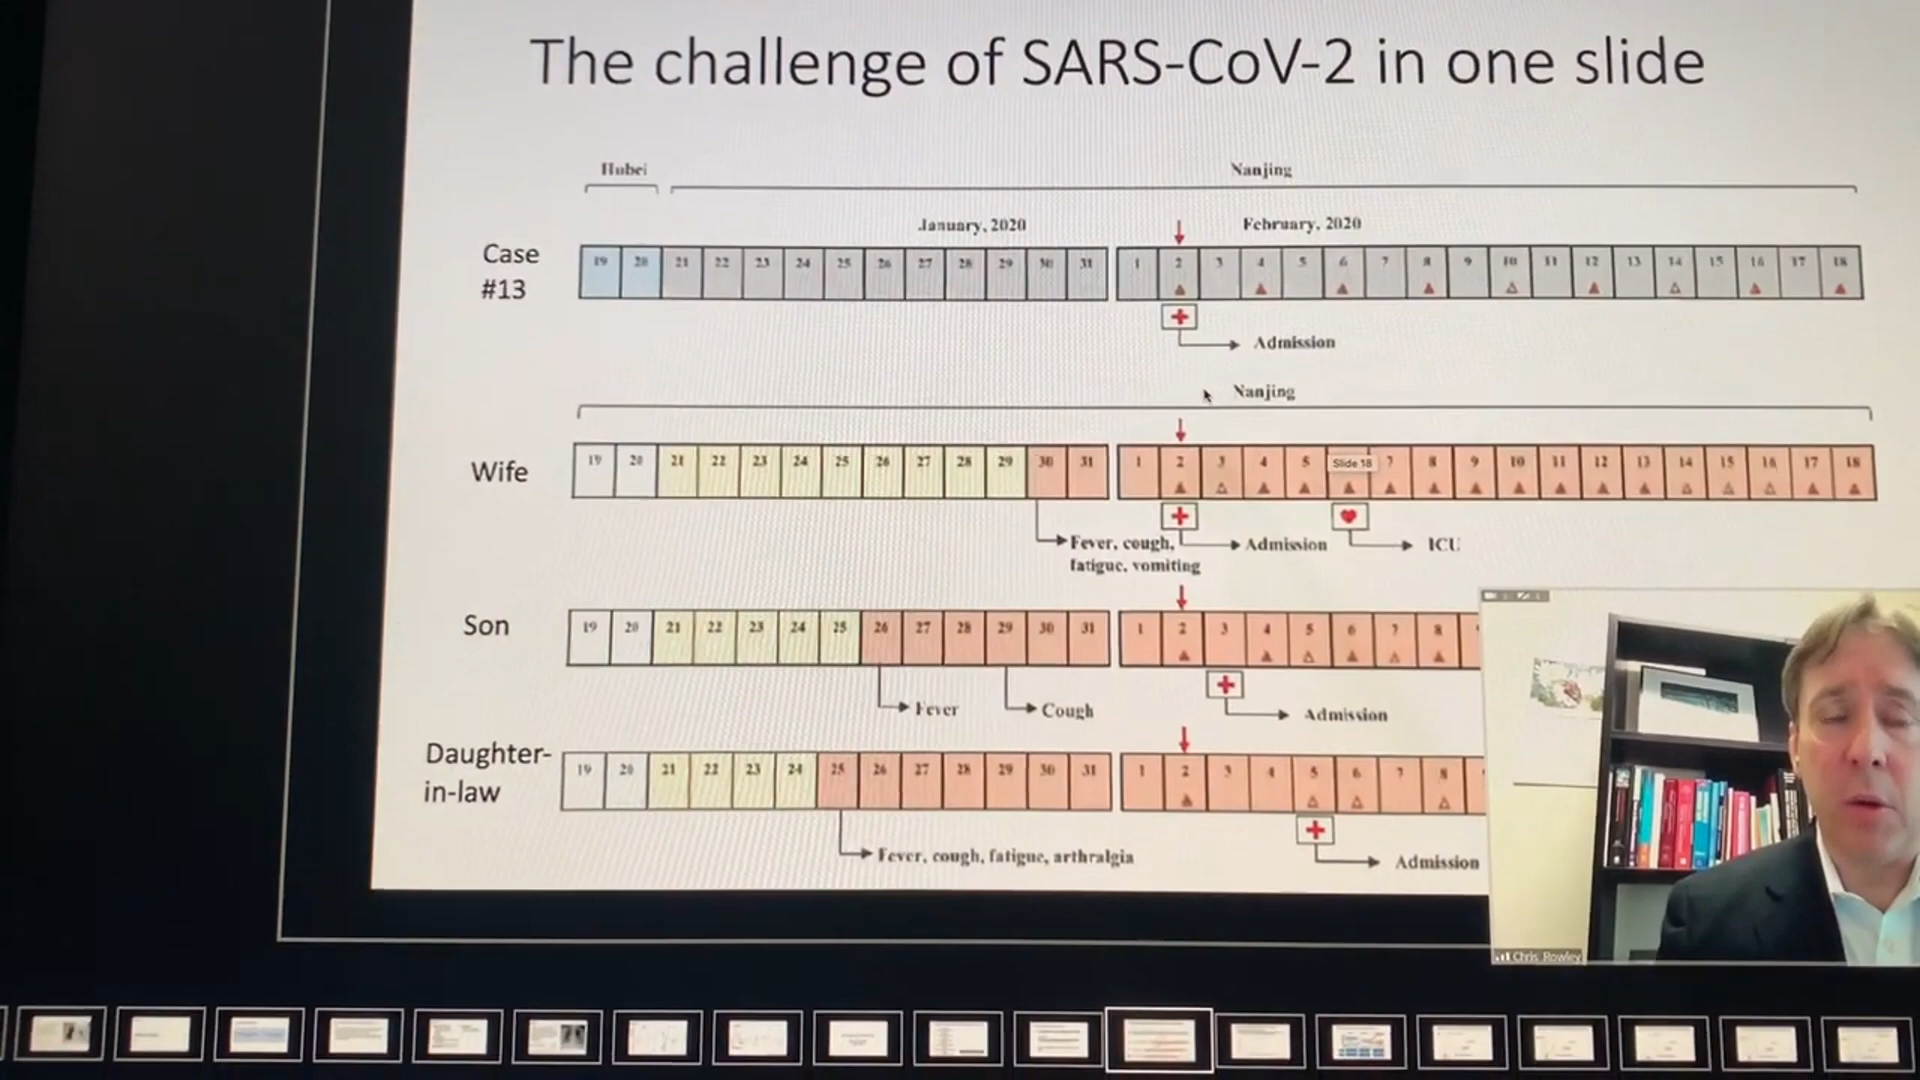 The challenge of SARS-CoV-2 in one slide
Hubei
Nanjing
January, 2020
February, 2020
Case
#13
19 20 21 22 23 24 25 26 27 28 29 30 31
1 2 3 4 5 6 7 8 9 10 11 12 13 14 15 16 17 18
Admission
Nanjing
Wife
19 20 21 22 23 24 25 26 27 28 29 30 31
1 2 3 4 5 Slide 18 7 8 9 10 11 12 13 14 15 16 17 18
Fever, cough,
fatigue, vomiting
Admission
ICU
Son
19 20 21 22 23 24 25 26 27 28 29 30 31
1 2 3 4 5 6 7 8
Fever
Cough
Admission
Daughter-
in-law
19 20 21 22 23 24 25 26 27 28 29 30 31
1 2 3 4 5 6 7 8
Fever, cough, fatigue, arthralgia
Admission
Chris Rowley